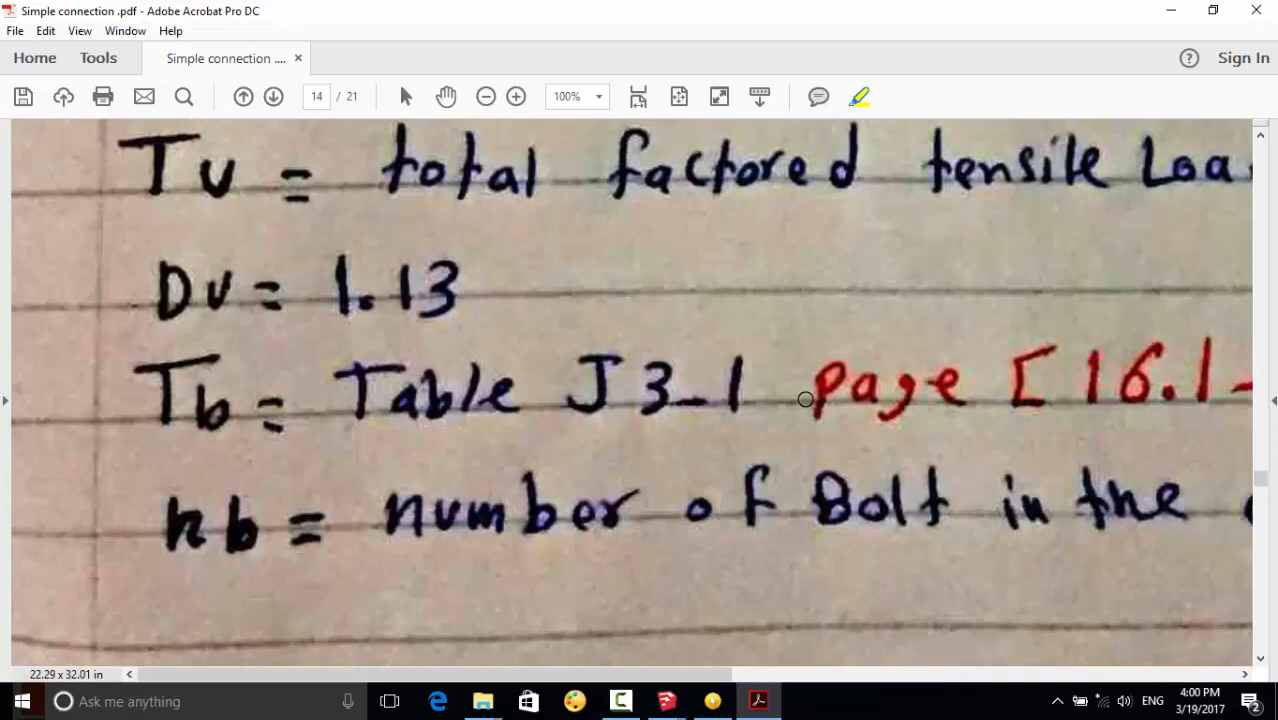 Simple connection .pdf - Adobe Acrobat Pro DC
File Edit View Window Help
Home Tools Simple connection .... × Sign In
14 / 21 100%
Tu = total factored tensile Loa
Du = 1.13
Tb = Table J3-1 page [16.1-
nb = number of Bolt in the
22.29 x 32.01 in
Ask me anything
ENG
4:00 PM
3/19/2017
2